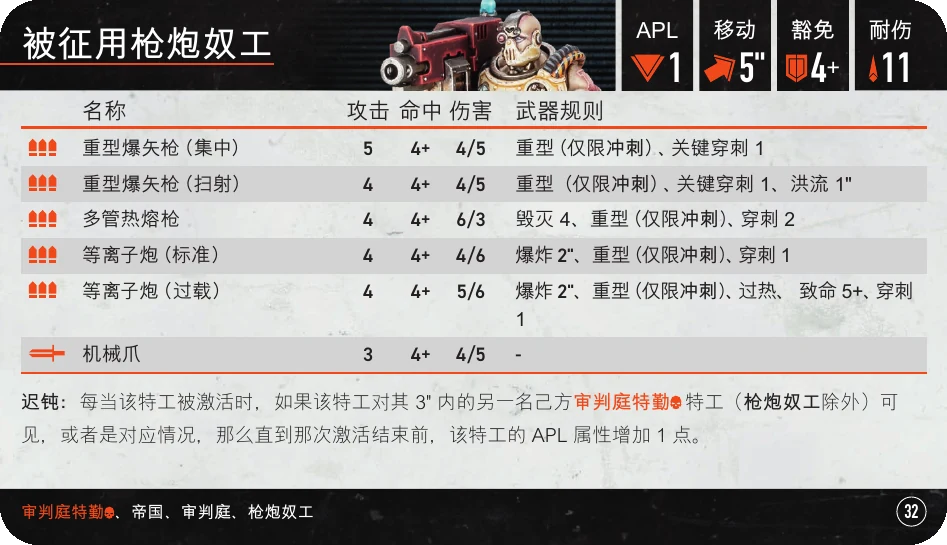 被征用枪炮奴工
APL 移动 豁免 耐伤
1 5" 4+ 11
名称 攻击 命中 伤害 武器规则
重型爆矢枪（集中） 5 4+ 4/5 重型（仅限冲刺）、关键穿刺 1
重型爆矢枪（扫射） 4 4+ 4/5 重型（仅限冲刺）、关键穿刺 1、洪流 1"
多管热熔枪 4 4+ 6/3 毁灭 4、重型（仅限冲刺）、穿刺 2
等离子炮（标准） 4 4+ 4/6 爆炸 2"、重型（仅限冲刺）、穿刺 1
等离子炮（过载） 4 4+ 5/6 爆炸 2"、重型（仅限冲刺）、过热、 致命 5+、穿刺
1
机械爪 3 4+ 4/5 -
迟钝：每当该特工被激活时，如果该特工对其 3" 内的另一名己方审判庭特勤特工（枪炮奴工除外）可
见，或者是对应情况，那么直到那次激活结束前，该特工的 APL 属性增加 1 点。
审判庭特勤、帝国、审判庭、枪炮奴工 32